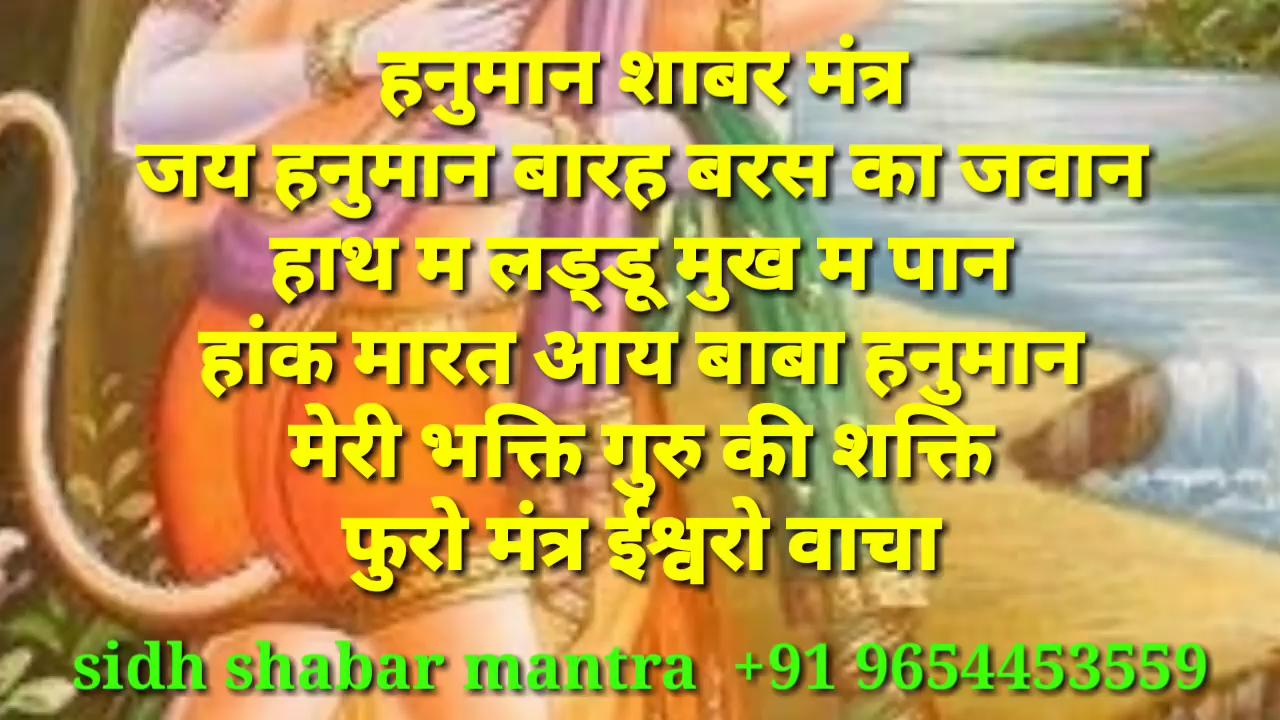 हनुमान शाबर मंत्र
जय हनुमान बारह बरस का जवान
हाथ म लड्डू मुख म पान
हांक मारत आय बाबा हनुमान
मेरी भक्ति गुरु की शक्ति
फुरो मंत्र ईश्वरो वाचा
sidh shabar mantra +91 9654453559